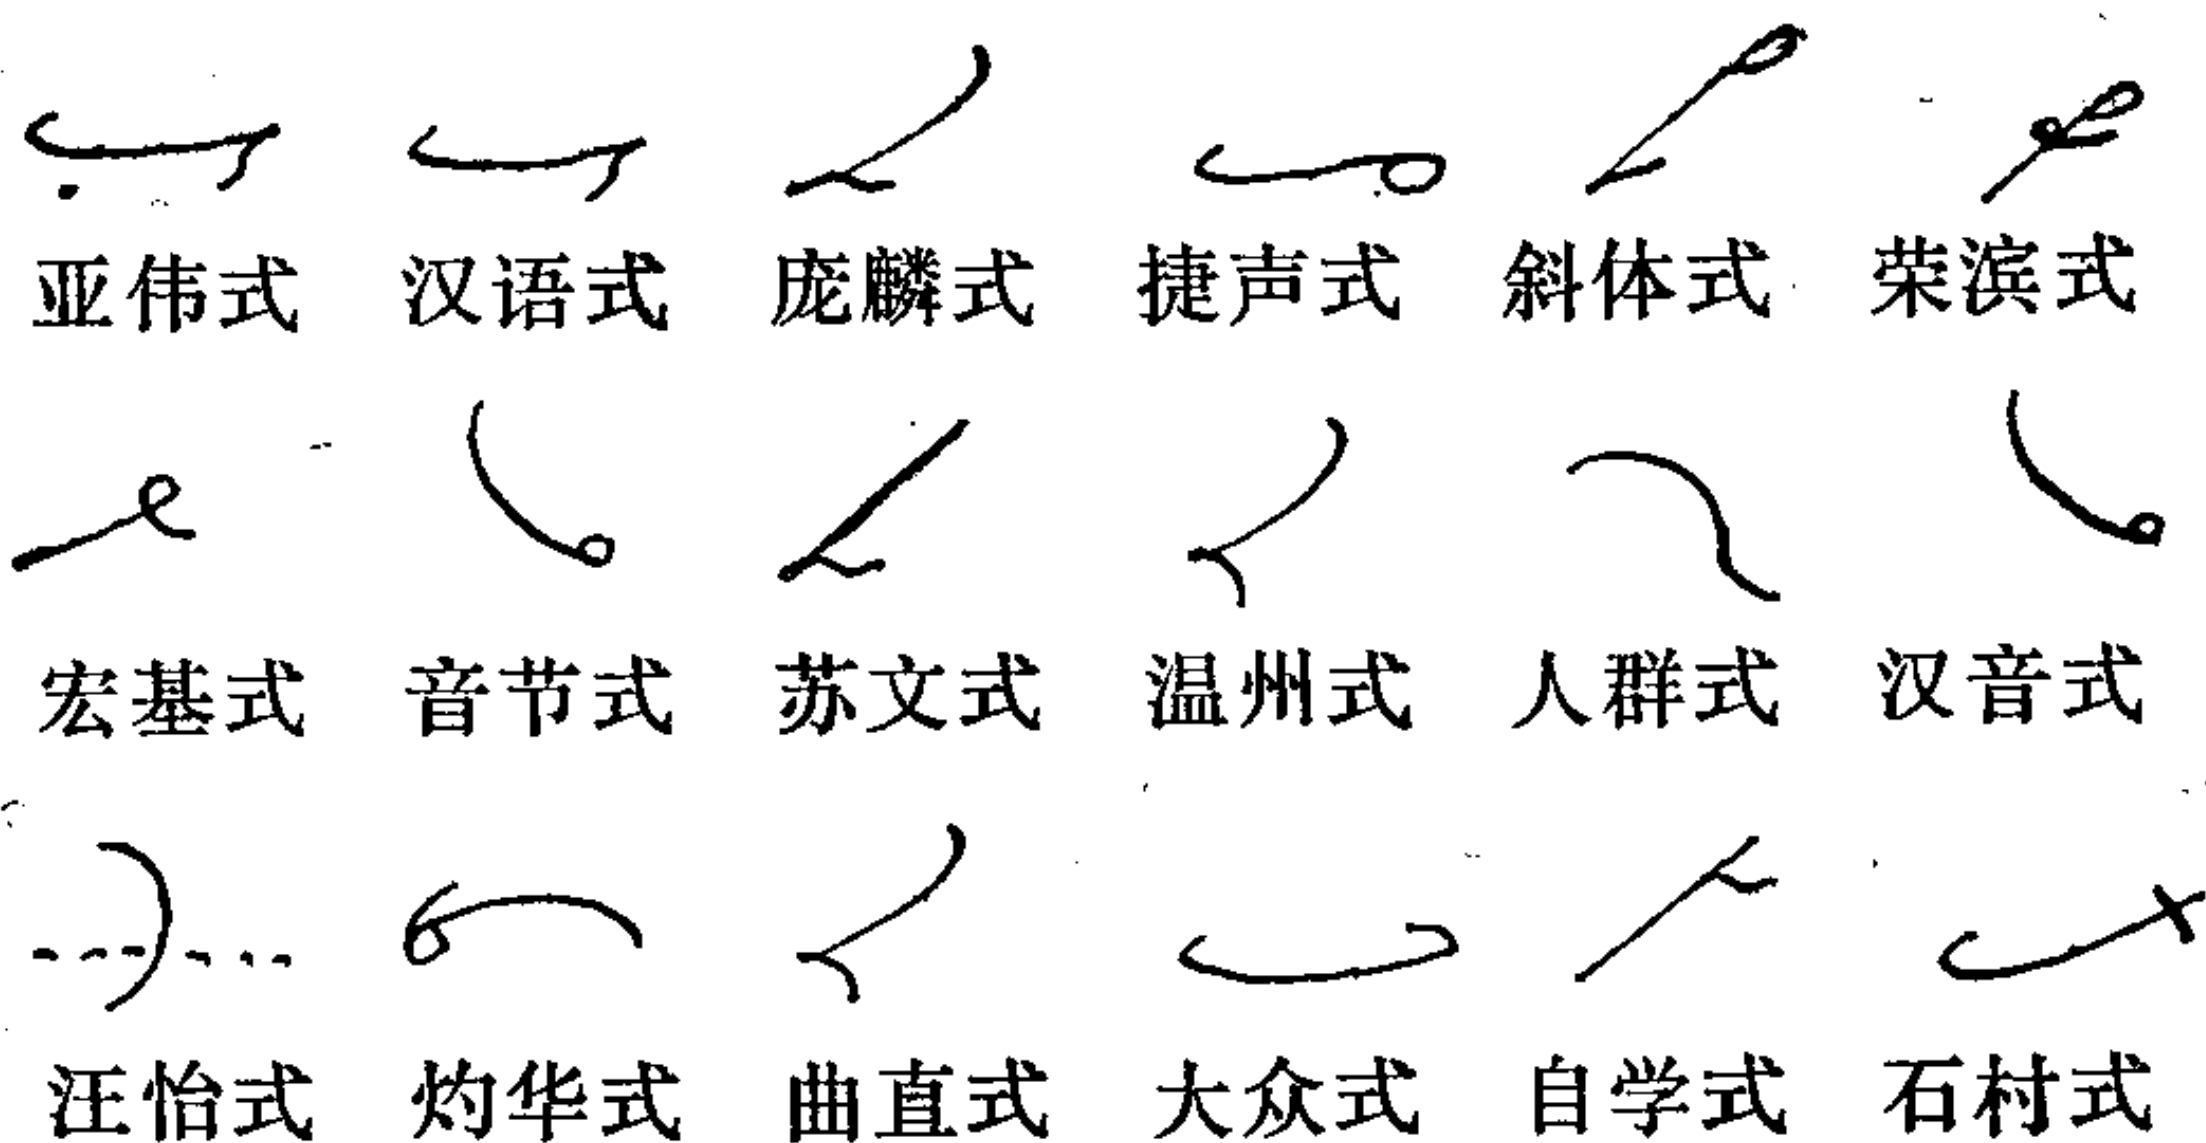 亚伟式 汉语式 庞麟式 捷声式 斜体式 荣滨式
宏基式 音节式 苏文式 温州式 人群式 汉音式
汪怡式 灼华式 曲直式 大众式 自学式 石村式